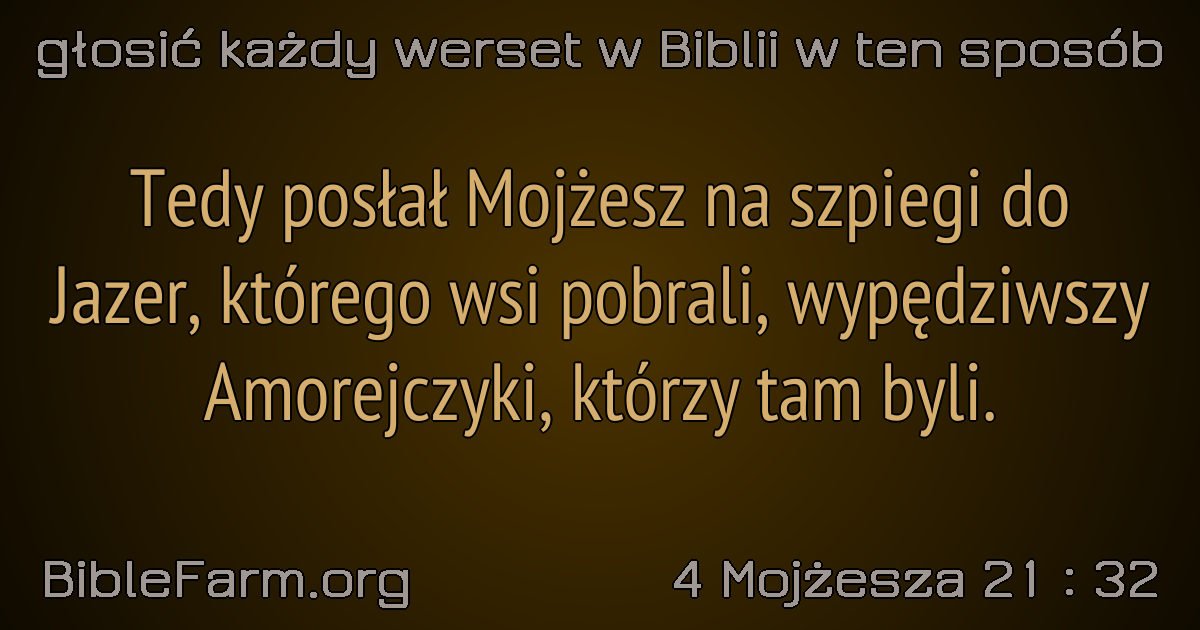 głosić każdy werset w Biblii w ten sposób
Tedy posłał Mojżesz na szpiegi do
Jazer, którego wsi pobrali, wypędziwszy
Amorejczyki, którzy tam byli.
BibleFarm.org
4 Mojżesza 21 : 32